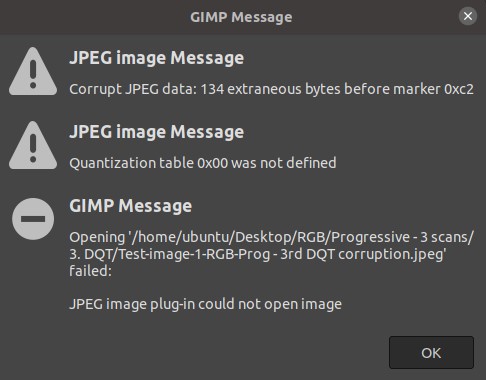 GIMP Message
JPEG image Message
Corrupt JPEG data: 134 extraneous bytes before marker 0xc2
JPEG image Message
Quantization table 0x00 was not defined
GIMP Message
Opening '/home/ubuntu/Desktop/RGB/Progressive - 3 scans/
3. DQT/Test-image-1-RGB-Prog - 3rd DQT corruption.jpeg'
failed:
JPEG image plug-in could not open image
OK